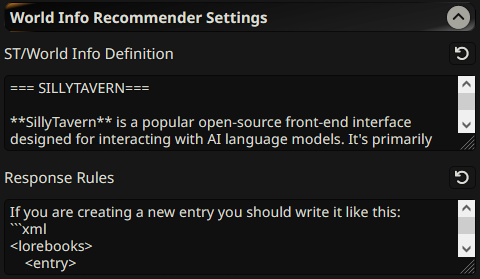 World Info Recommender Settings
ST/World Info Definition
=== SILLYTAVERN===
**SillyTavern** is a popular open-source front-end interface
designed for interacting with AI language models. It's primarily
Response Rules
If you are creating a new entry you should write it like this:
```xml
<lorebooks>
    <entry>